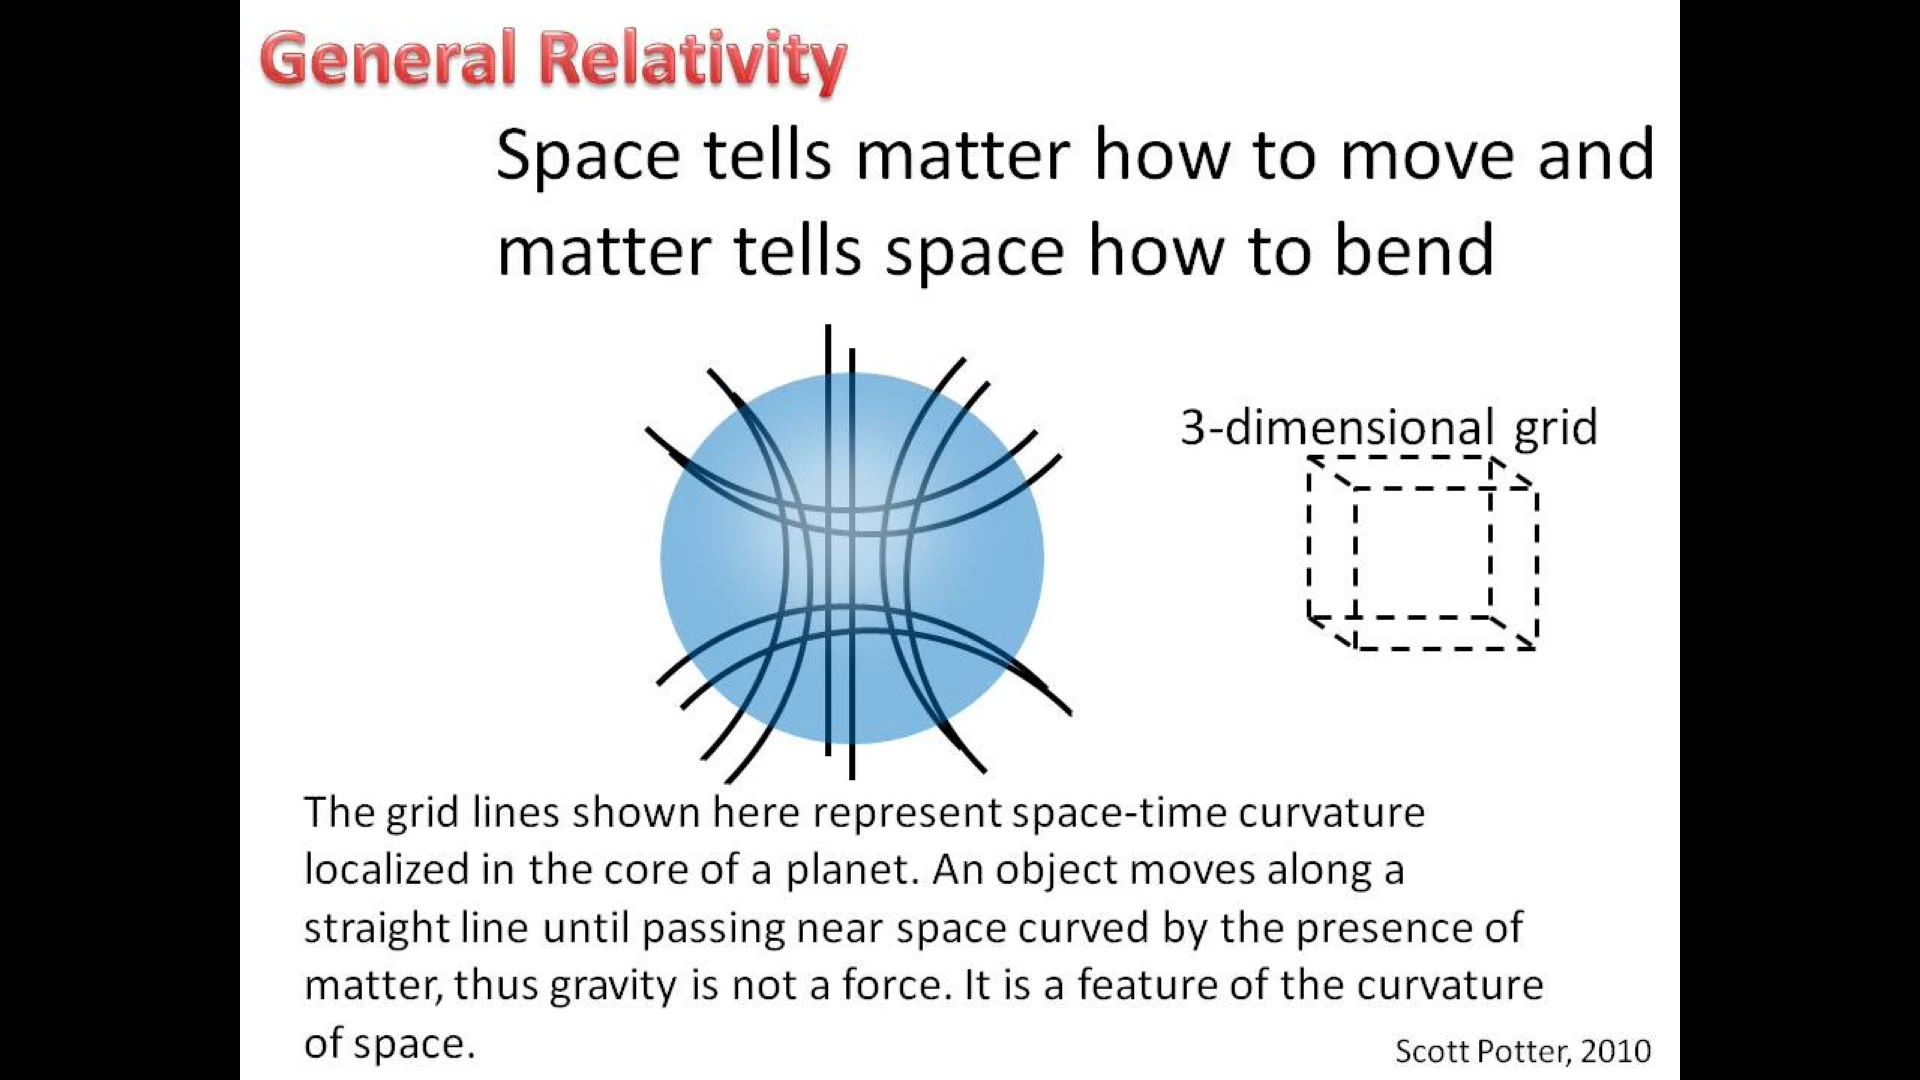 General Relativity
Space tells matter how to move and
matter tells space how to bend
3-dimensional grid
The grid lines shown here represent space-time curvature
localized in the core of a planet. An object moves along a
straight line until passing near space curved by the presence of
matter, thus gravity is not a force. It is a feature of the curvature
of space.
Scott Potter, 2010